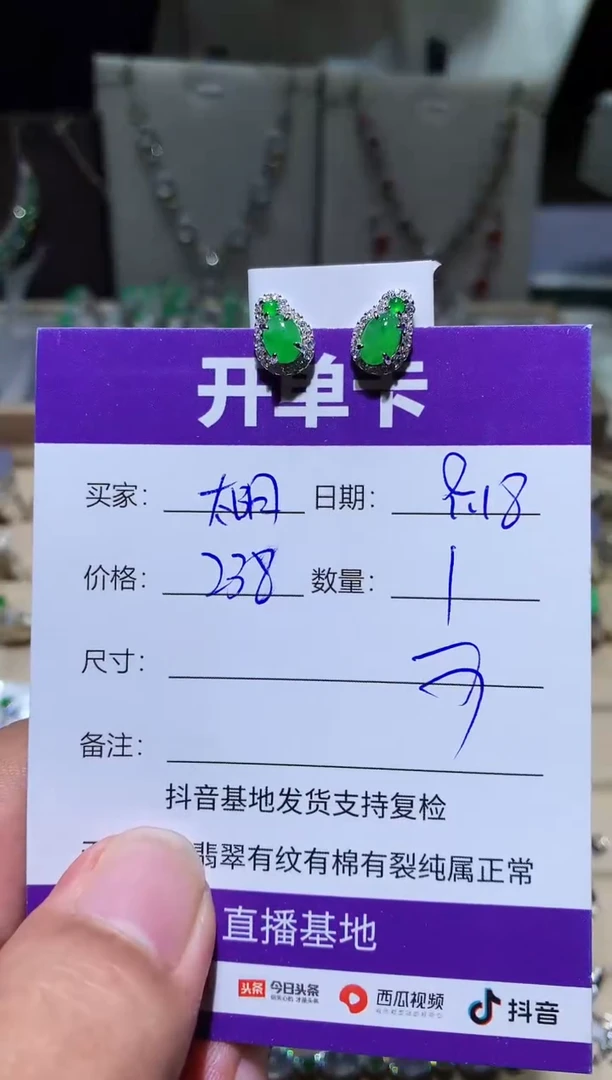 开单卡
买家: 太阳 日期: 8.18
价格: 238 数量: 1
尺寸:
备注:
抖音基地发货支持复检
翡翠有纹有棉有裂纯属正常
直播基地
头条 今日头条 西瓜视频 抖音